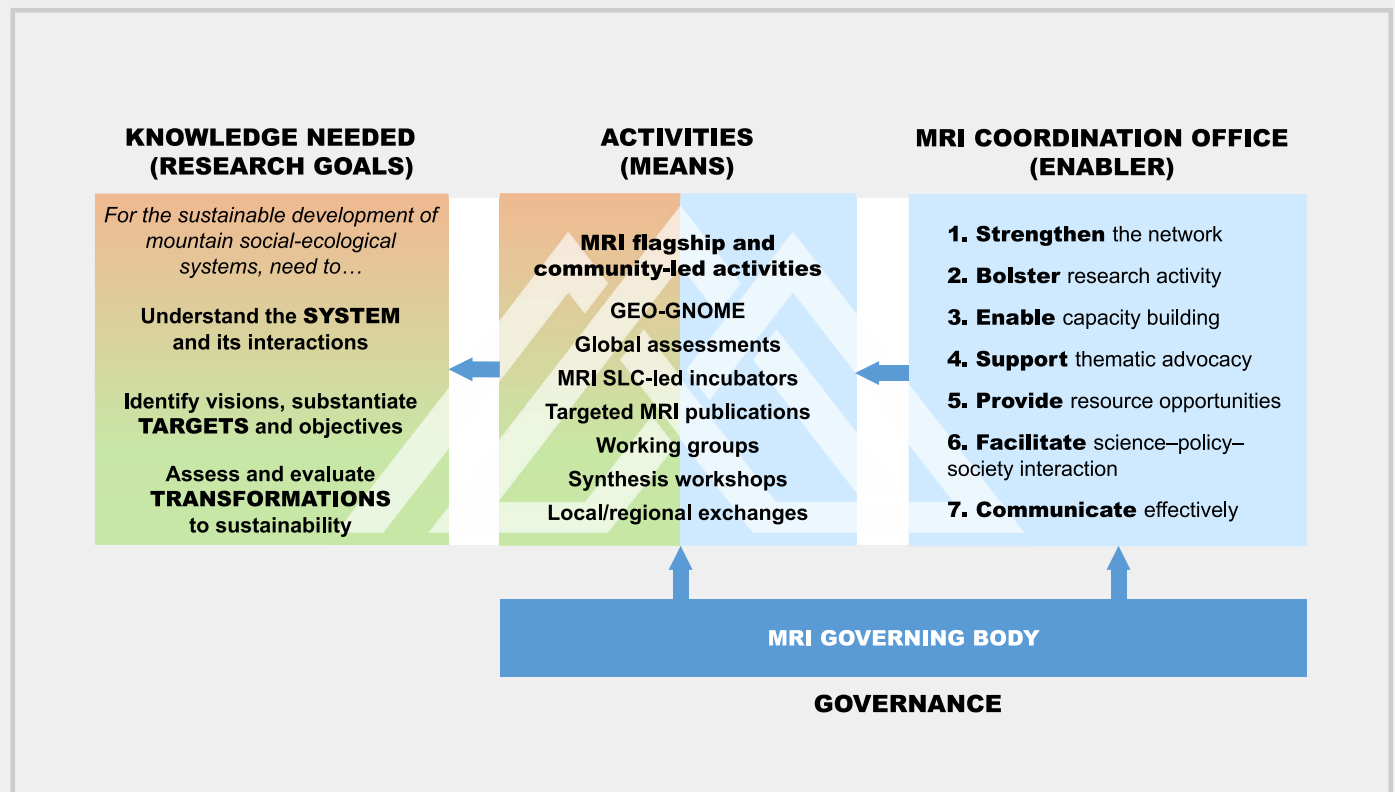 KNOWLEDGE NEEDED
(RESEARCH GOALS)
For the sustainable development of
mountain social-ecological
systems, need to…
Understand the SYSTEM
and its interactions
Identify visions, substantiate
TARGETS and objectives
Assess and evaluate
TRANSFORMATIONS
to sustainability
ACTIVITIES
(MEANS)
MRI flagship and
community-led activities
GEO-GNOME
Global assessments
MRI SLC-led incubators
Targeted MRI publications
Working groups
Synthesis workshops
Local/regional exchanges
MRI COORDINATION OFFICE
(ENABLER)
1. Strengthen the network
2. Bolster research activity
3. Enable capacity building
4. Support thematic advocacy
5. Provide resource opportunities
6. Facilitate science–policy–
society interaction
7. Communicate effectively
MRI GOVERNING BODY
GOVERNANCE